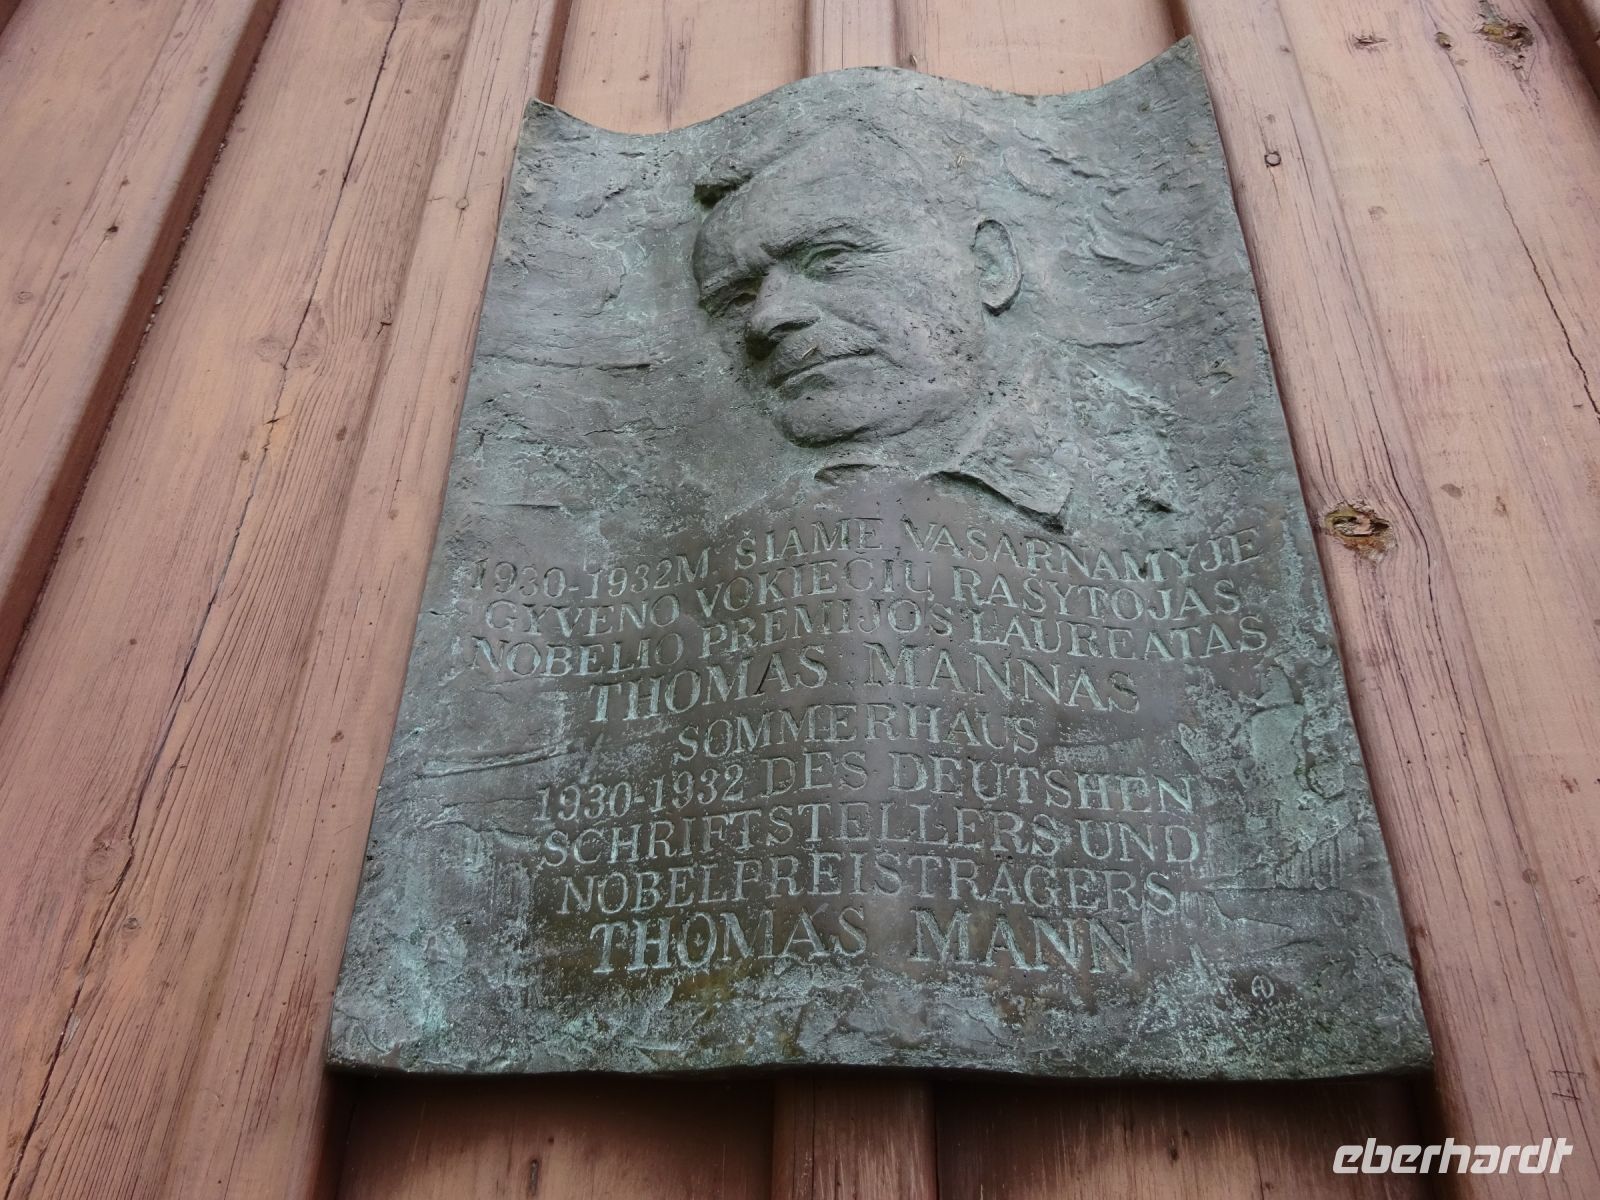 1930-1932M ŠIAME VASARNAMYJE
GYVENO VOKIEČIŲ RAŠYTOJAS
NOBELIO PREMIJOS LAUREATAS
THOMAS MANNAS
SOMMERHAUS
1930-1932 DES DEUTSHEN
SCHRIFTSTELLERS UND
NOBELPREISTRÄGERS
THOMAS MANN
eberhardt